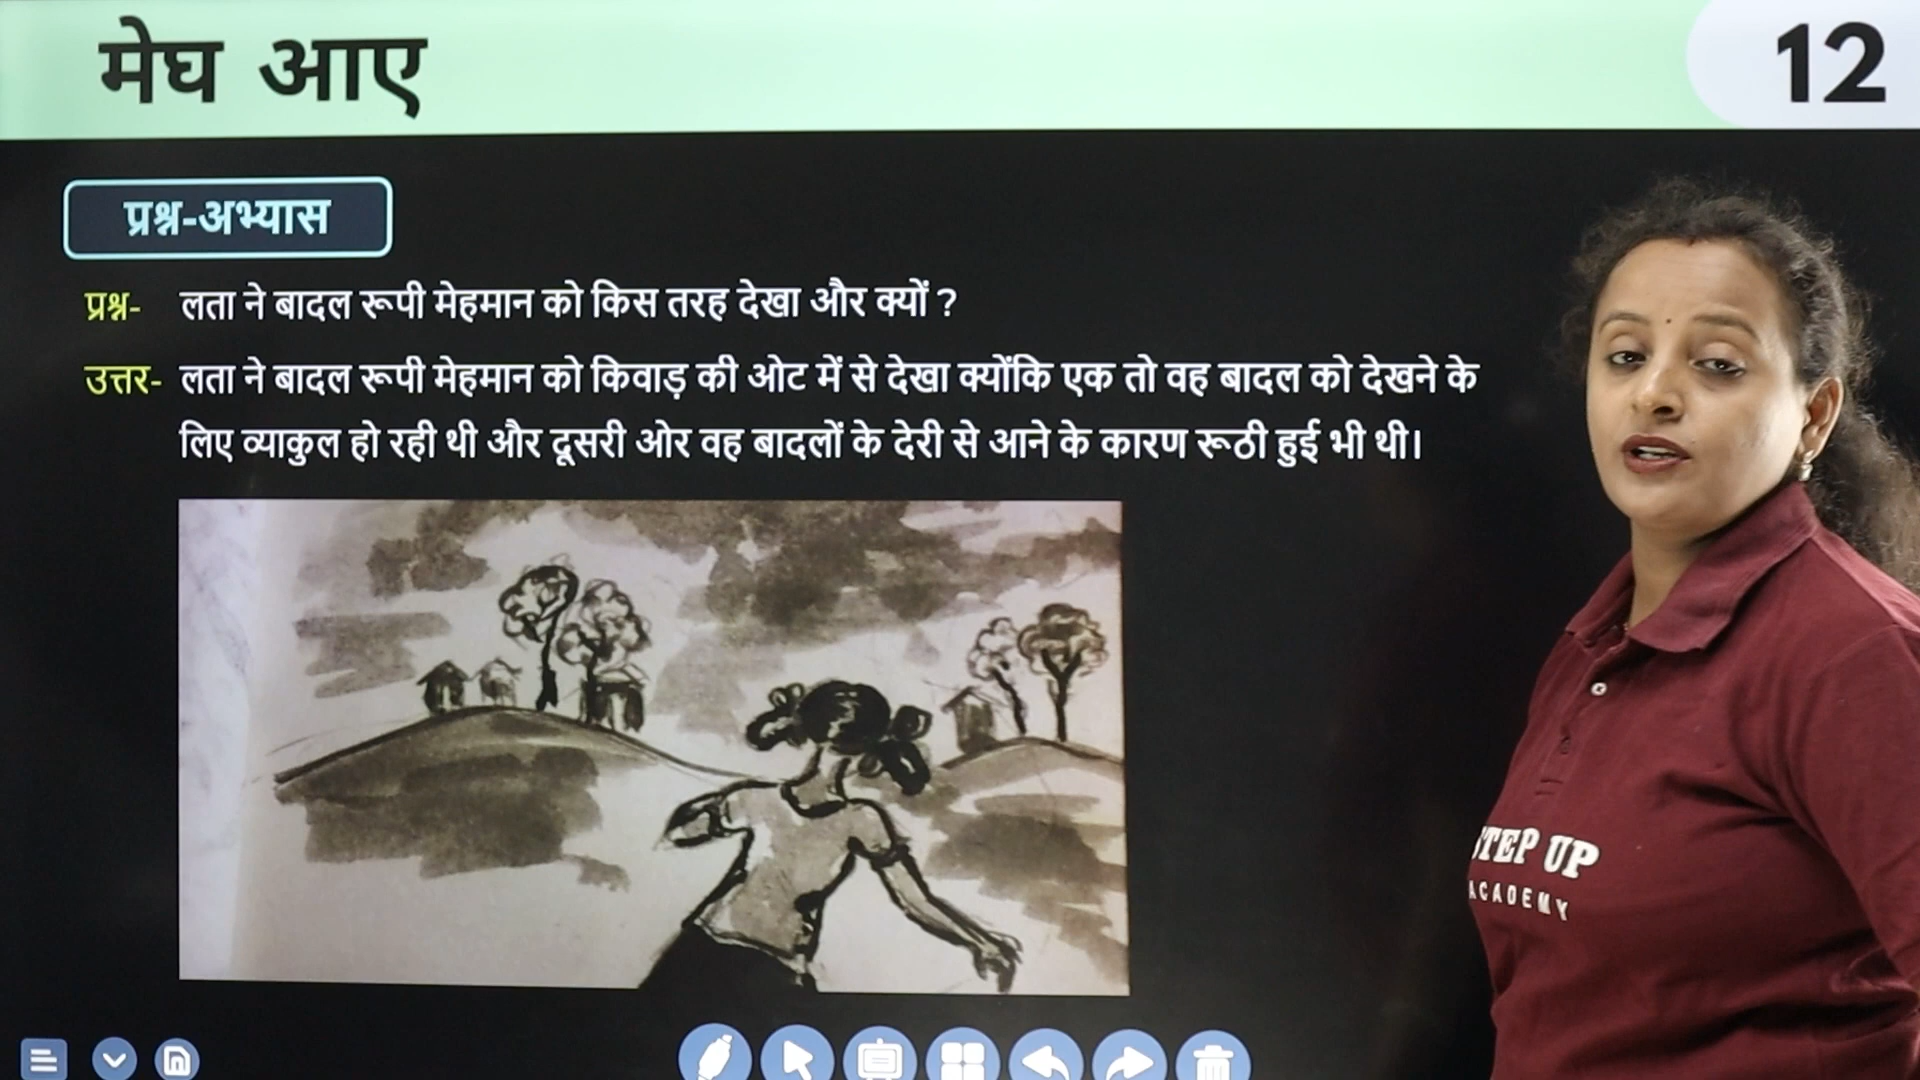 मेघ आए
12
प्रश्न-अभ्यास
प्रश्न- लता ने बादल रूपी मेहमान को किस तरह देखा और क्यों ?
उत्तर- लता ने बादल रूपी मेहमान को किवाड़ की ओट में से देखा क्योंकि एक तो वह बादल को देखने के
लिए व्याकुल हो रही थी और दूसरी ओर वह बादलों के देरी से आने के कारण रूठी हुई भी थी।
STEP UP
ACADEMY